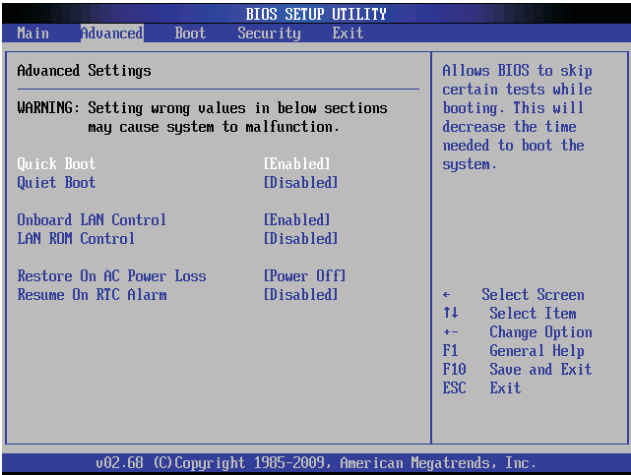 BIOS SETUP UTILITY
Main Advanced Boot Security Exit
Advanced Settings
WARNING: Setting wrong values in below sections
may cause system to malfunction.
Quick Boot [Enabled]
Quiet Boot [Disabled]
Onboard LAN Control [Enabled]
LAN ROM Control [Disabled]
Restore On AC Power Loss [Power Off]
Resume On RTC Alarm [Disabled]
Allows BIOS to skip
certain tests while
booting. This will
decrease the time
needed to boot the
system.
← Select Screen
↑↓ Select Item
+- Change Option
F1 General Help
F10 Save and Exit
ESC Exit
v02.68 (C)Copyright 1985-2009, American Megatrends, Inc.